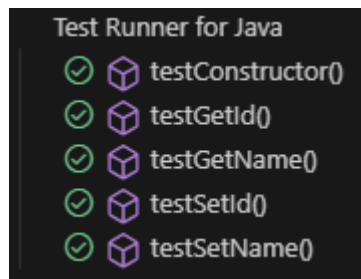 Test Runner for Java
testConstructor()
testGetId()
testGetName()
testSetId()
testSetName()